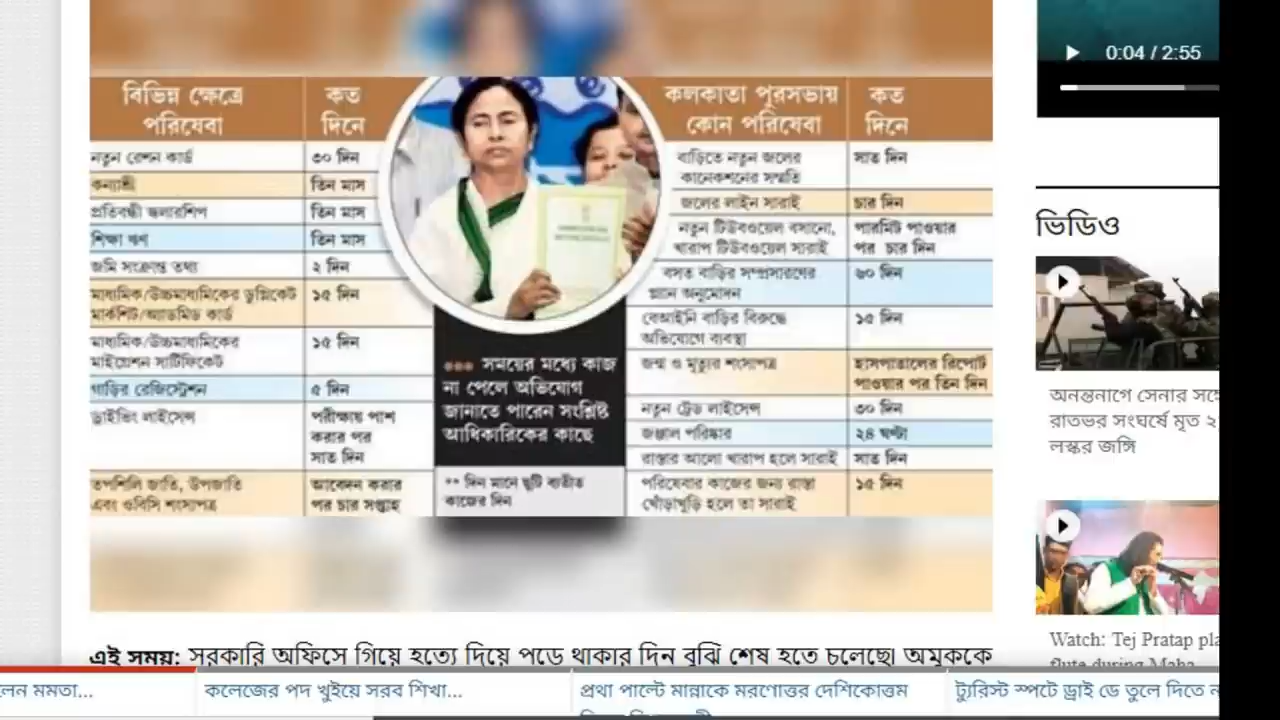 বিভিন্ন ক্ষেত্রে পরিষেবা
কত দিনে
নতুন রেশন কার্ড
৩০ দিন
কন্যাশ্রী
তিন মাস
প্রতিবন্ধী স্কলারশিপ
তিন মাস
শিক্ষা ঋণ
তিন মাস
জমি সংক্রান্ত তথ্য
২ দিন
মাধ্যমিক/উচ্চমাধ্যমিকের ডুপ্লিকেট
মার্কশিট/অ্যাডমিড কার্ড
১৫ দিন
মাধ্যমিক/উচ্চমাধ্যমিকের
মাইগ্রেশন সার্টিফিকেট
১৫ দিন
গাড়ির রেজিস্ট্রেশন
৫ দিন
ড্রাইভিং লাইসেন্স
পরীক্ষায় পাশ
করার পর
সাত দিন
তপশিলি জাতি, উপজাতি
এবং ওবিসি শংসাপত্র
আবেদন করার
পর চার সপ্তাহ
সময়ের মধ্যে কাজ
না পেলে অভিযোগ
জানাতে পারেন সংশ্লিষ্ট
আধিকারিকের কাছে
** দিন মানে ছুটি ব্যতীত
কাজের দিন
কলকাতা পুরসভায়
কোন পরিষেবা
কত দিনে
বাড়িতে নতুন জলের
কানেকশনের সম্মতি
সাত দিন
জলের লাইন সারাই
চার দিন
নতুন টিউবওয়েল বসানো,
খারাপ টিউবওয়েল সারাই
পারমিট পাওয়ার
পর চার দিন
বসত বাড়ির সম্প্রসারণের
প্ল্যান অনুমোদন
৬০ দিন
বেআইনি বাড়ির বিরুদ্ধে
অভিযোগে ব্যবস্থা
১৫ দিন
জন্ম ও মৃত্যুর শংসাপত্র
হাসপাতালের রিপোর্ট
পাওয়ার পর তিন দিন
নতুন ট্রেড লাইসেন্স
৩০ দিন
জঞ্জাল পরিষ্কার
২৪ ঘণ্টা
রাস্তার আলো খারাপ হলে সারাই
সাত দিন
পরিষেবার কাজের জন্য রাস্তা
খোঁড়াখুঁড়ি হলে তা সারাই
১৫ দিন
এই সময়: সরকারি অফিসে গিয়ে হত্যে দিয়ে পড়ে থাকার দিন বুঝি শেষ হতে চলেছে। অমুককে
0:04 / 2:55
ভিডিও
অনন্তনাগে সেনার সঙ্গে
রাতভর সংঘর্ষে মৃত ২
লস্কর জঙ্গি
Watch: Tej Pratap pla
flute during Maha
লেন মমতা...
কলেজের পদ খুইয়ে সরব শিখা...
প্রথা পাল্টে মান্নাকে মরণোত্তর দেশিকোত্তম
ট্যুরিস্ট স্পটে ড্রাই ডে তুলে দিতে ন